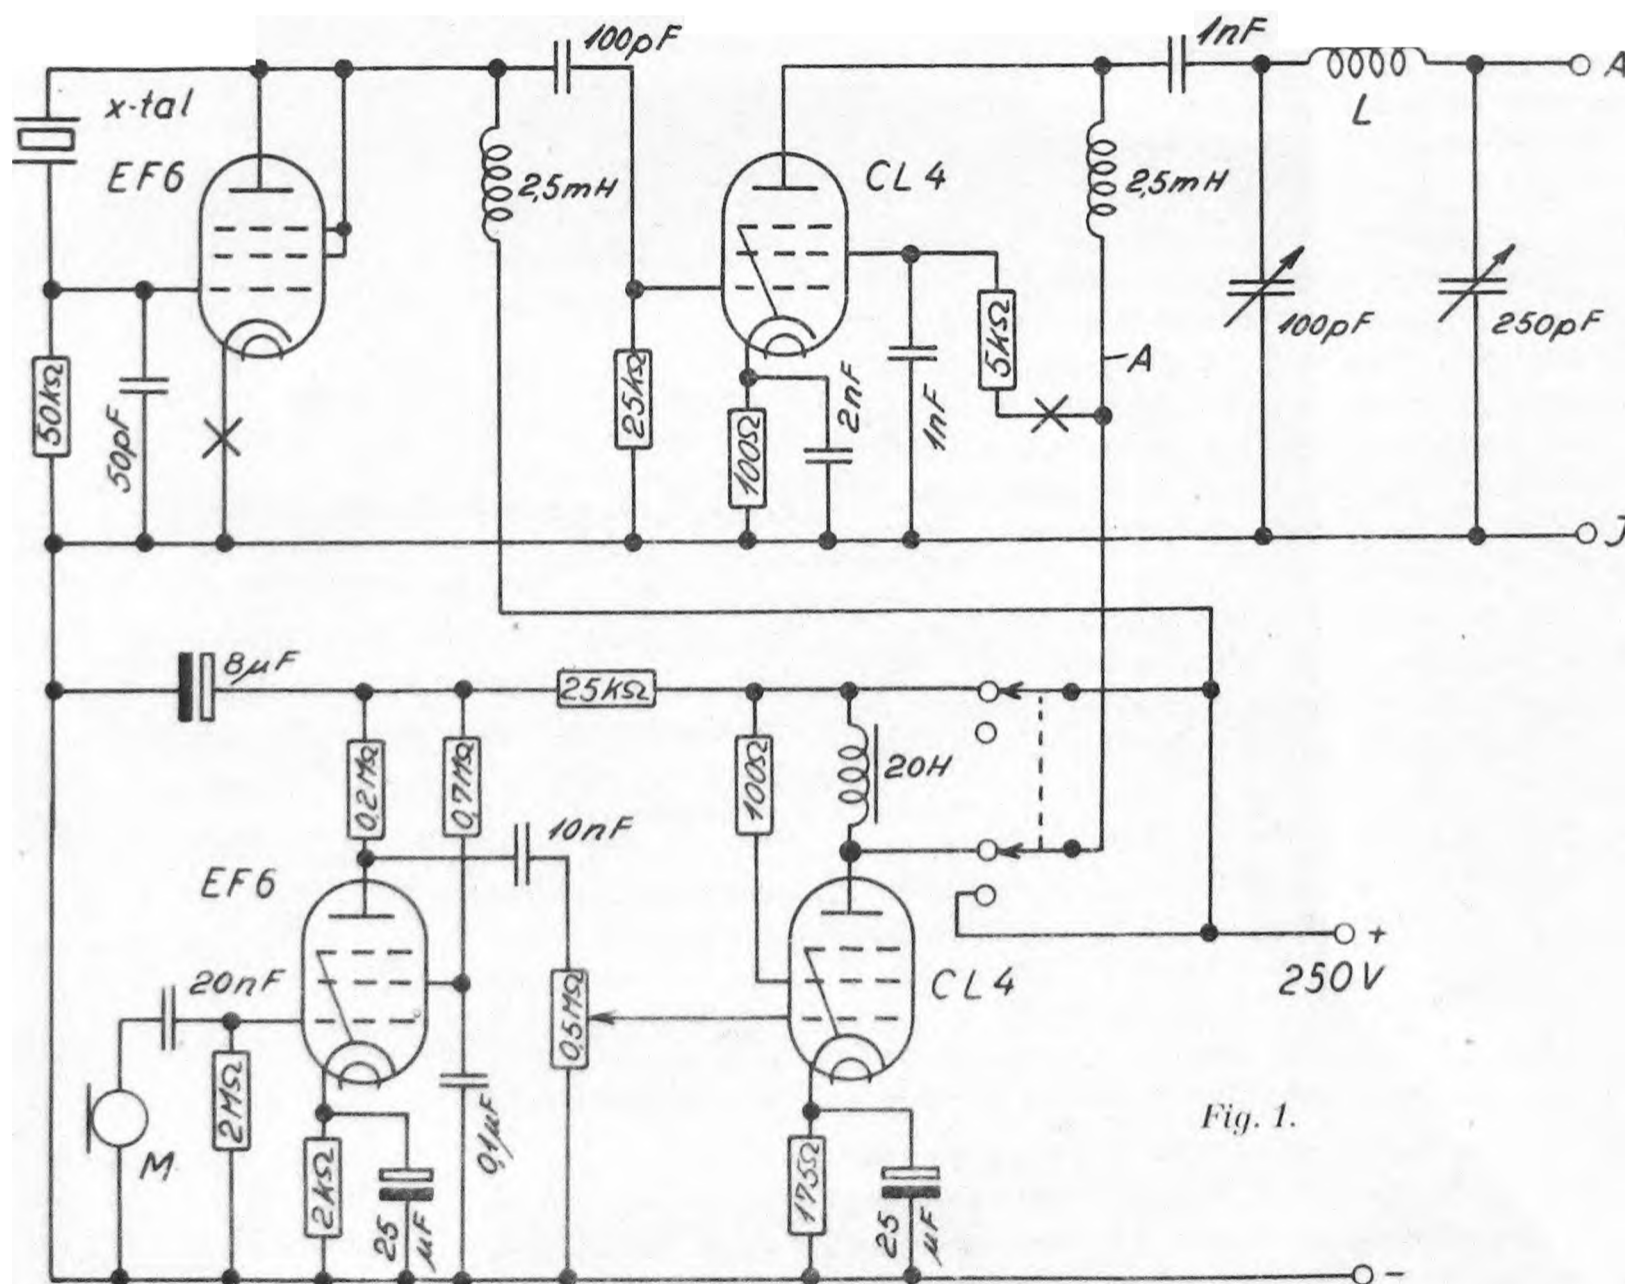 100pF
1nF
A
x-tal
EF6
2,5mH
CL4
2,5mH
L
100pF
250pF
50kΩ
50pF
25kΩ
100Ω
2nF
1nF
5kΩ
A
J
8µF
25kΩ
0,2MΩ
0,7MΩ
100Ω
20H
10nF
EF6
20nF
0,5MΩ
CL4
+
250V
2MΩ
M
2kΩ
25
µF
0,1µF
175Ω
25
µF
Fig. 1.
-